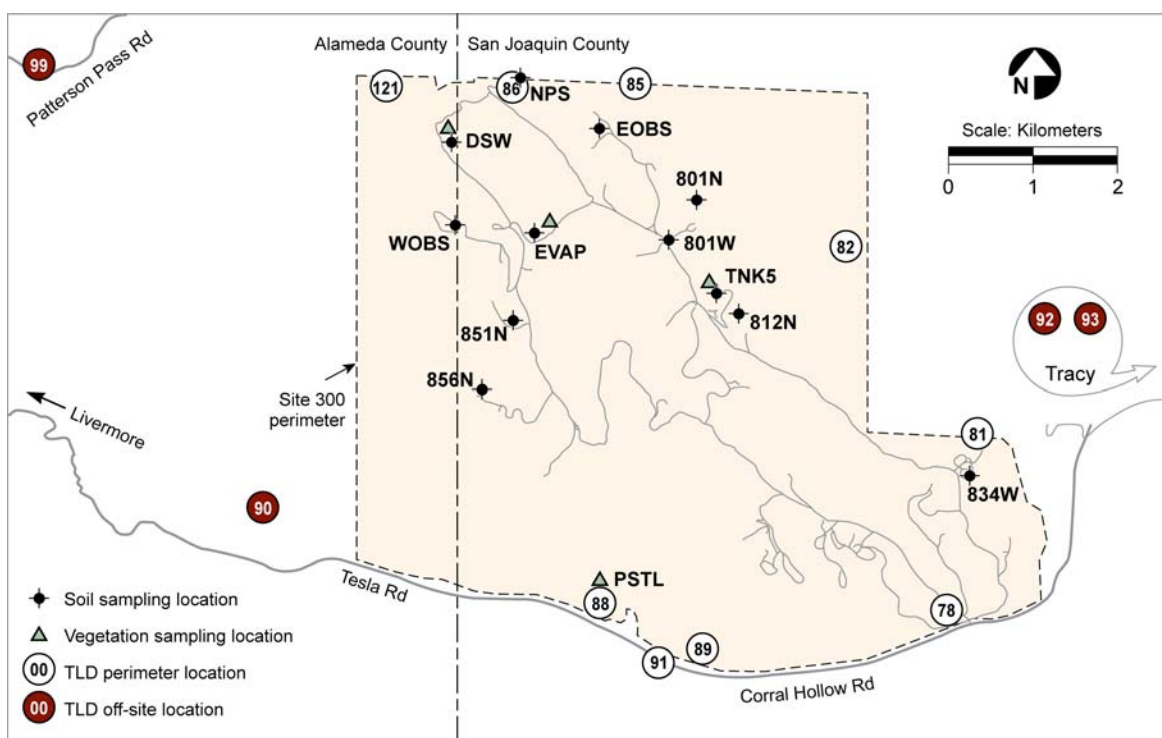 Alameda County
San Joaquin County
99
Patterson Pass Rd
121
86
NPS
85
N
Scale: Kilometers
0 1 2
DSW
EOBS
801N
WOBS
EVAP
801W
82
TNK5
812N
851N
92
93
Tracy
856N
Site 300
perimeter
Livermore
81
834W
90
Tesla Rd
PSTL
88
78
89
91
Corral Hollow Rd
Soil sampling location
Vegetation sampling location
00 TLD perimeter location
00 TLD off-site location